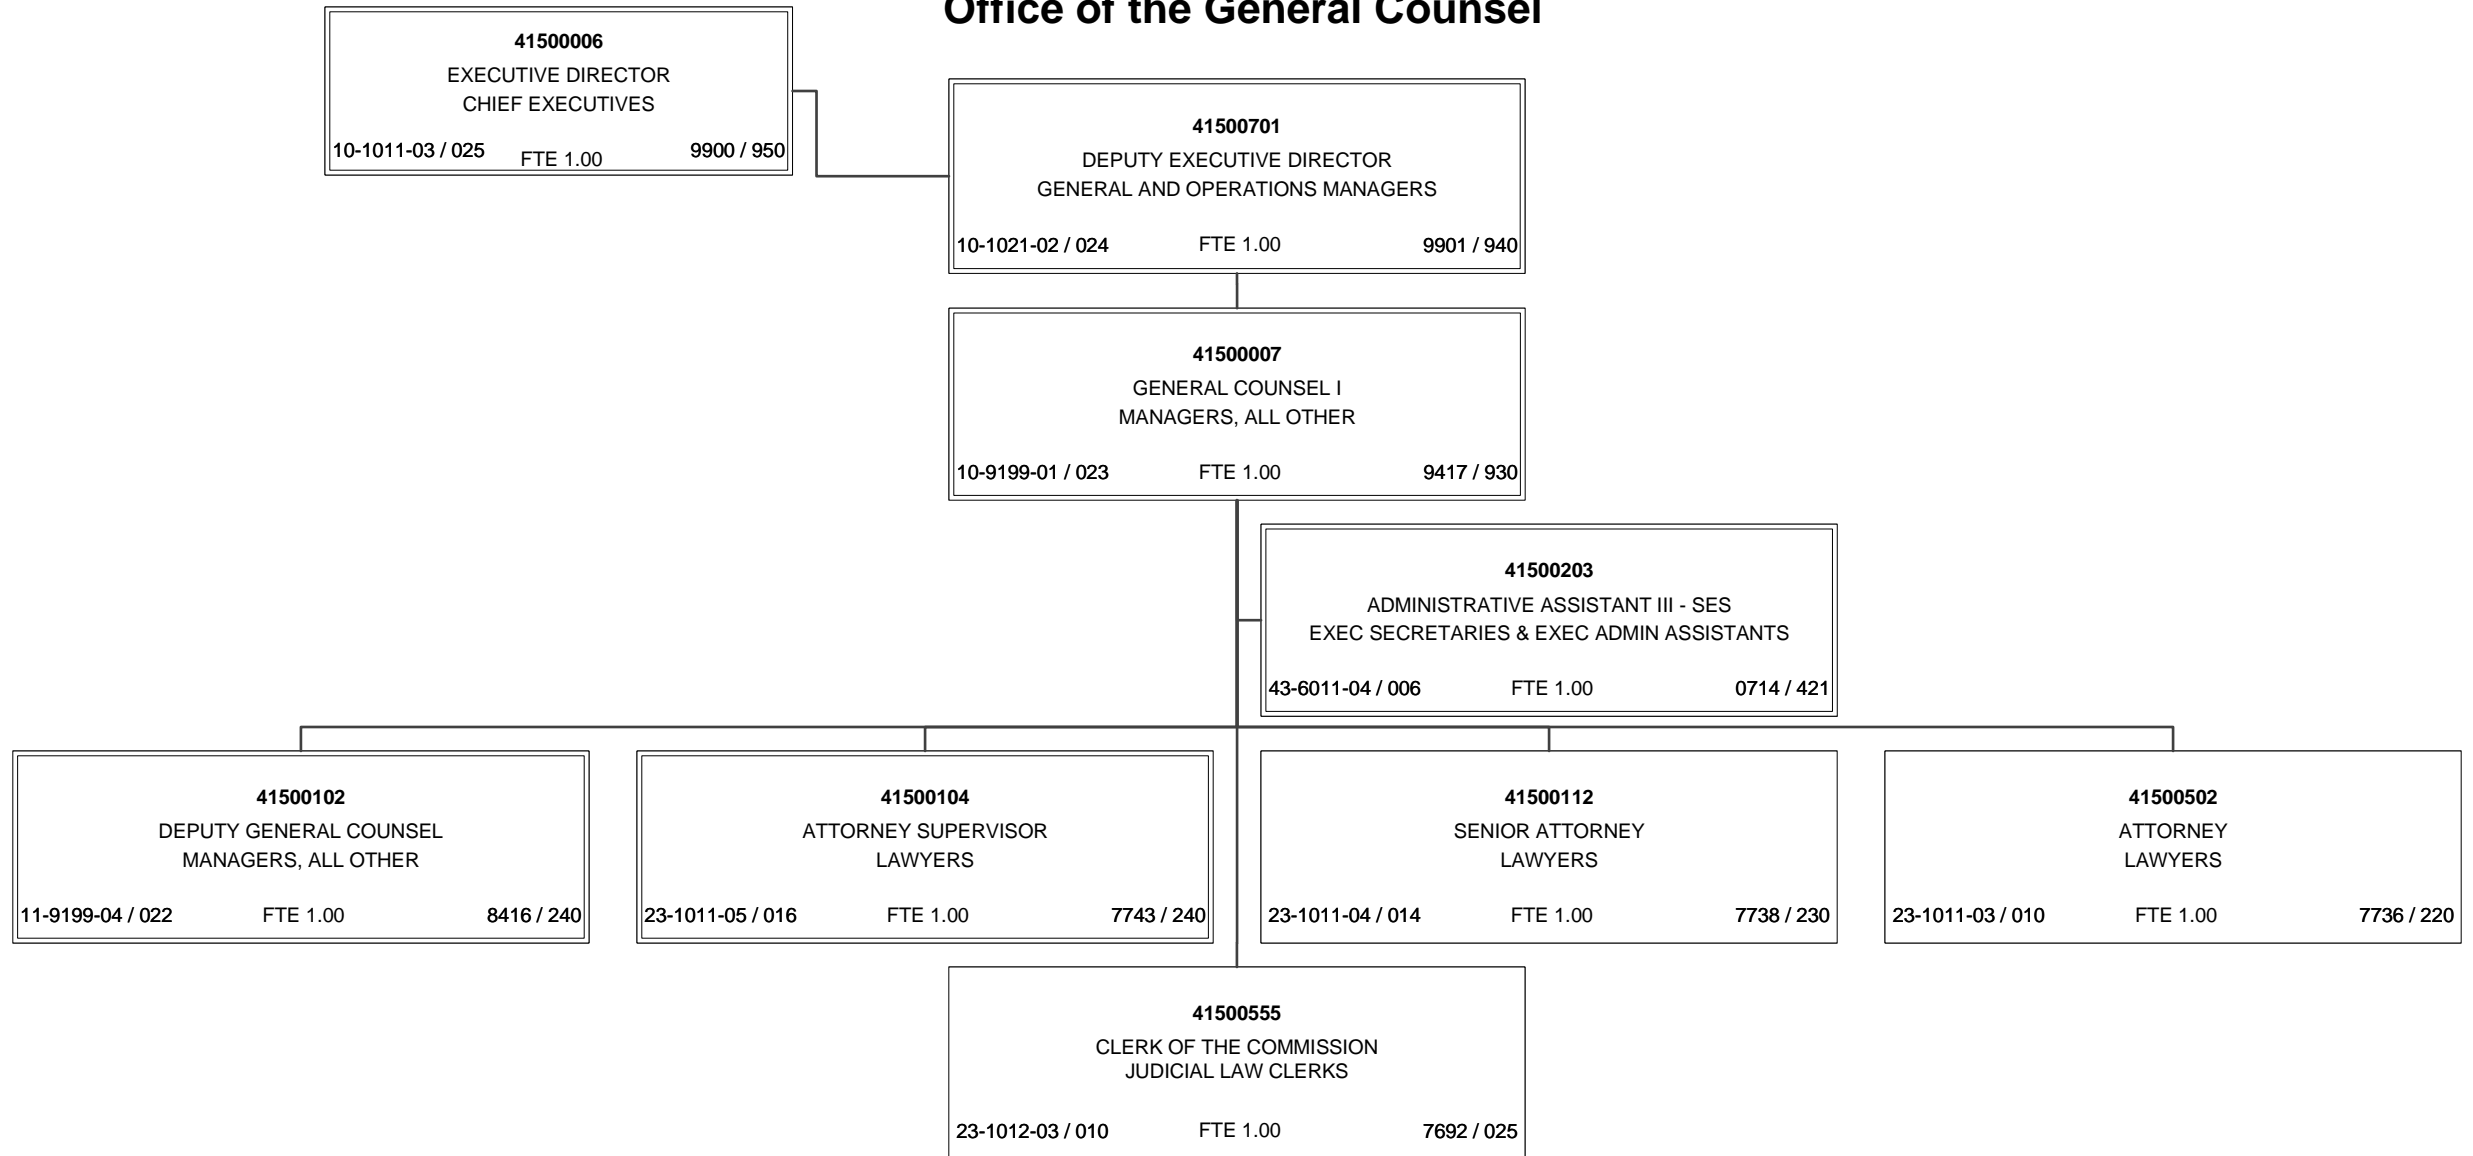 Office of the General Counsel
41500006
EXECUTIVE DIRECTOR
CHIEF EXECUTIVES
10-1011-03 / 025 FTE 1.00 9900 / 950
41500701
DEPUTY EXECUTIVE DIRECTOR
GENERAL AND OPERATIONS MANAGERS
10-1021-02 / 024 FTE 1.00 9901 / 940
41500007
GENERAL COUNSEL I
MANAGERS, ALL OTHER
10-9199-01 / 023 FTE 1.00 9417 / 930
41500203
ADMINISTRATIVE ASSISTANT III - SES
EXEC SECRETARIES & EXEC ADMIN ASSISTANTS
43-6011-04 / 006 FTE 1.00 0714 / 421
41500102
DEPUTY GENERAL COUNSEL
MANAGERS, ALL OTHER
11-9199-04 / 022 FTE 1.00 8416 / 240
41500104
ATTORNEY SUPERVISOR
LAWYERS
23-1011-05 / 016 FTE 1.00 7743 / 240
41500112
SENIOR ATTORNEY
LAWYERS
23-1011-04 / 014 FTE 1.00 7738 / 230
41500502
ATTORNEY
LAWYERS
23-1011-03 / 010 FTE 1.00 7736 / 220
41500555
CLERK OF THE COMMISSION
JUDICIAL LAW CLERKS
23-1012-03 / 010 FTE 1.00 7692 / 025